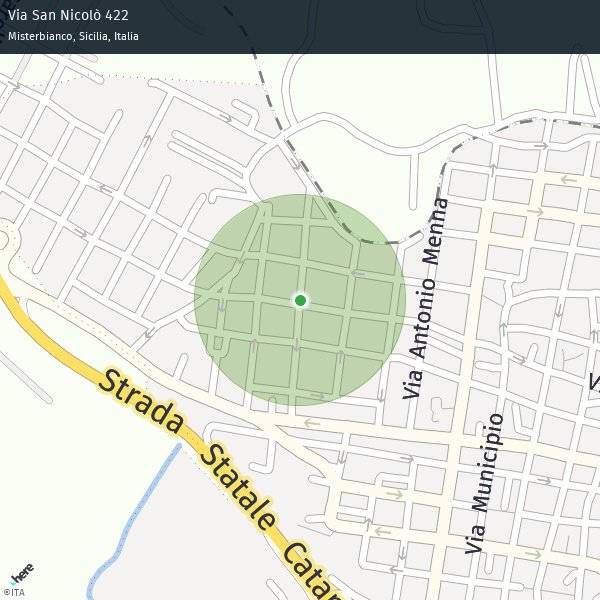 Via San Nicolò 422
Misterbianco, Sicilia, Italia
Via Antonio Menna
Strada Statale Catan
Via Municipio
V
here
©ITA